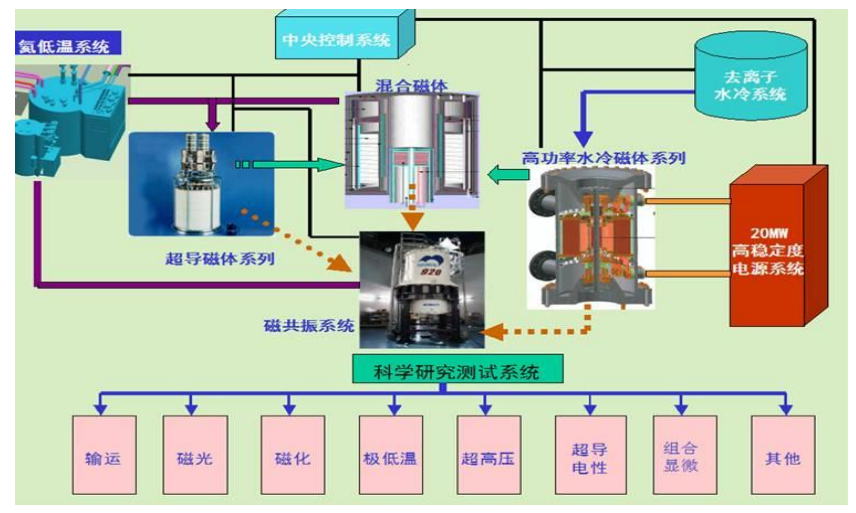 氦低温系统
中央控制系统
混合磁体
去离子
水冷系统
高功率水冷磁体系列
20MW
高稳定度
电源系统
超导磁体系列
920
磁共振系统
科学研究测试系统
输运
磁光
磁化
极低温
超高压
超导
电性
组合
显微
其他